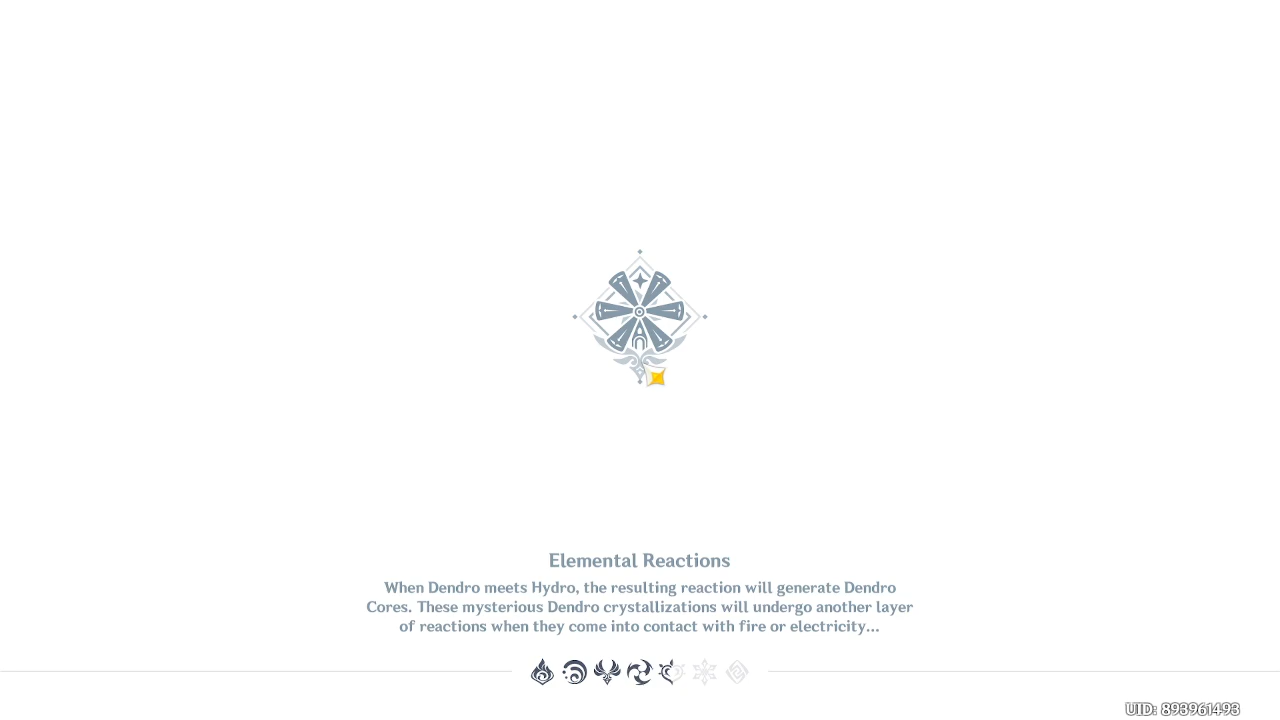 Elemental Reactions
When Dendro meets Hydro, the resulting reaction will generate Dendro
Cores. These mysterious Dendro crystallizations will undergo another layer
of reactions when they come into contact with fire or electricity...
UID: 893961493